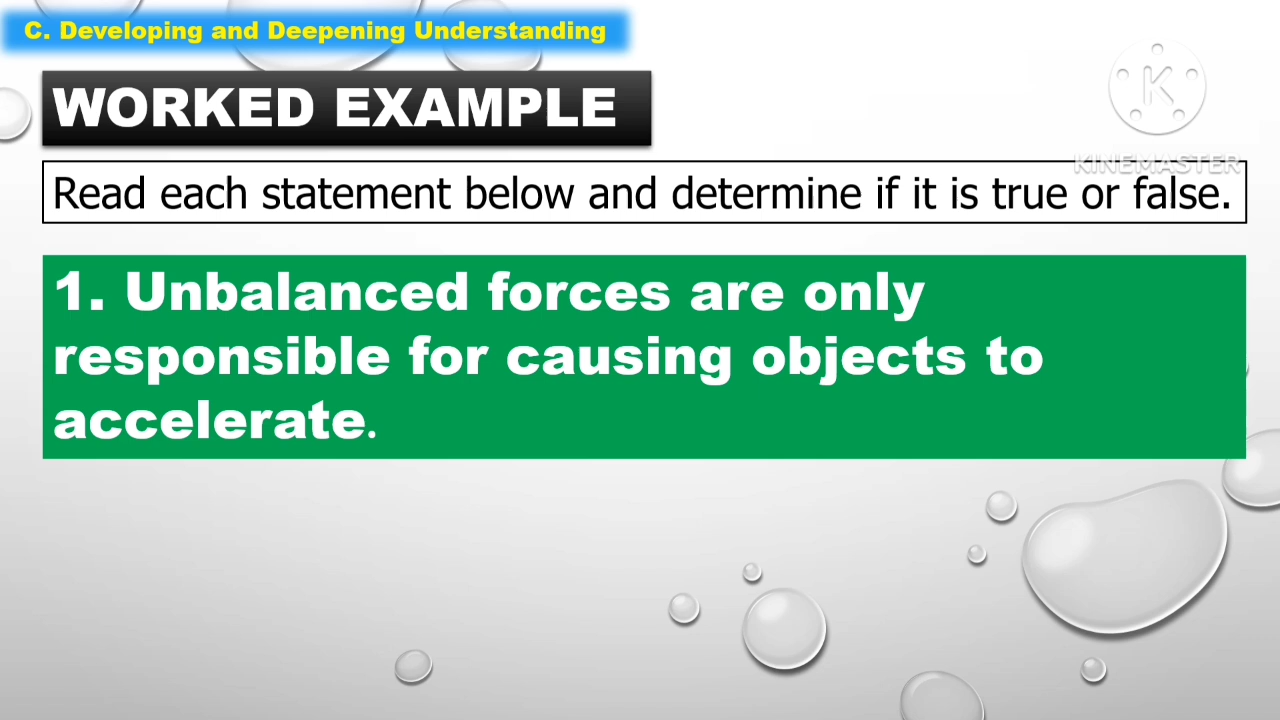 C. Developing and Deepening Understanding
WORKED EXAMPLE
K
KINEMASTER
Read each statement below and determine if it is true or false.
1. Unbalanced forces are only
responsible for causing objects to
accelerate.